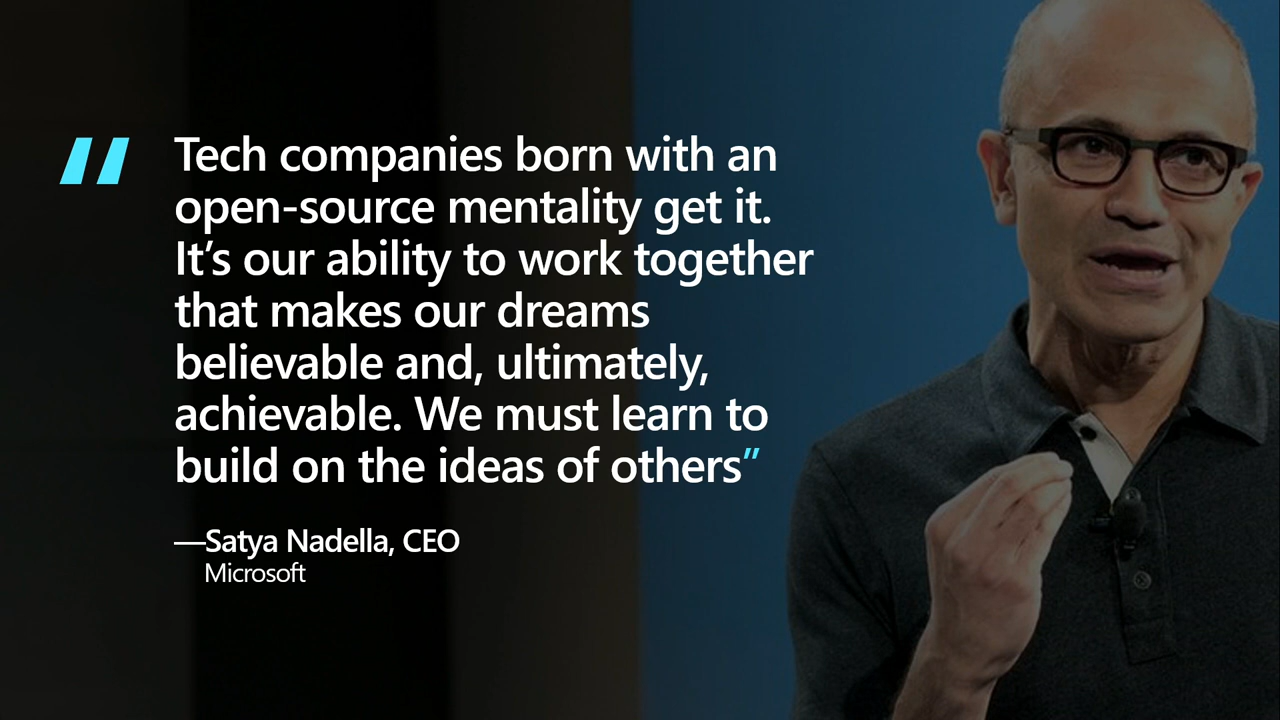 "
Tech companies born with an
open-source mentality get it.
It’s our ability to work together
that makes our dreams
believable and, ultimately,
achievable. We must learn to
build on the ideas of others”
—Satya Nadella, CEO
Microsoft